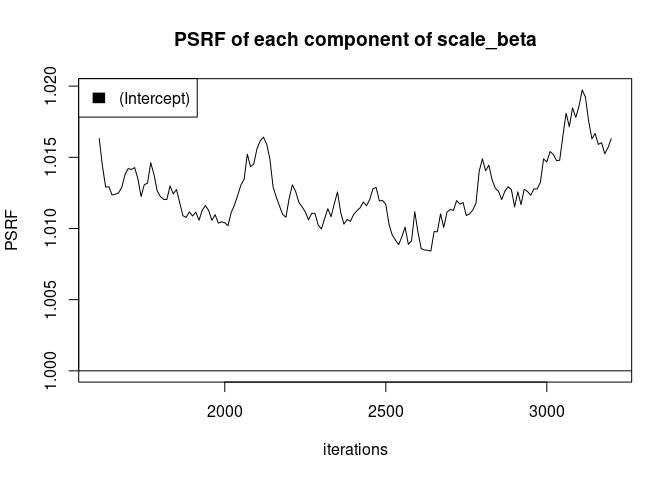 PSRF of each component of scale_beta
(Intercept)
PSRF
1.020
1.015
1.010
1.005
1.000
2000
2500
3000
iterations